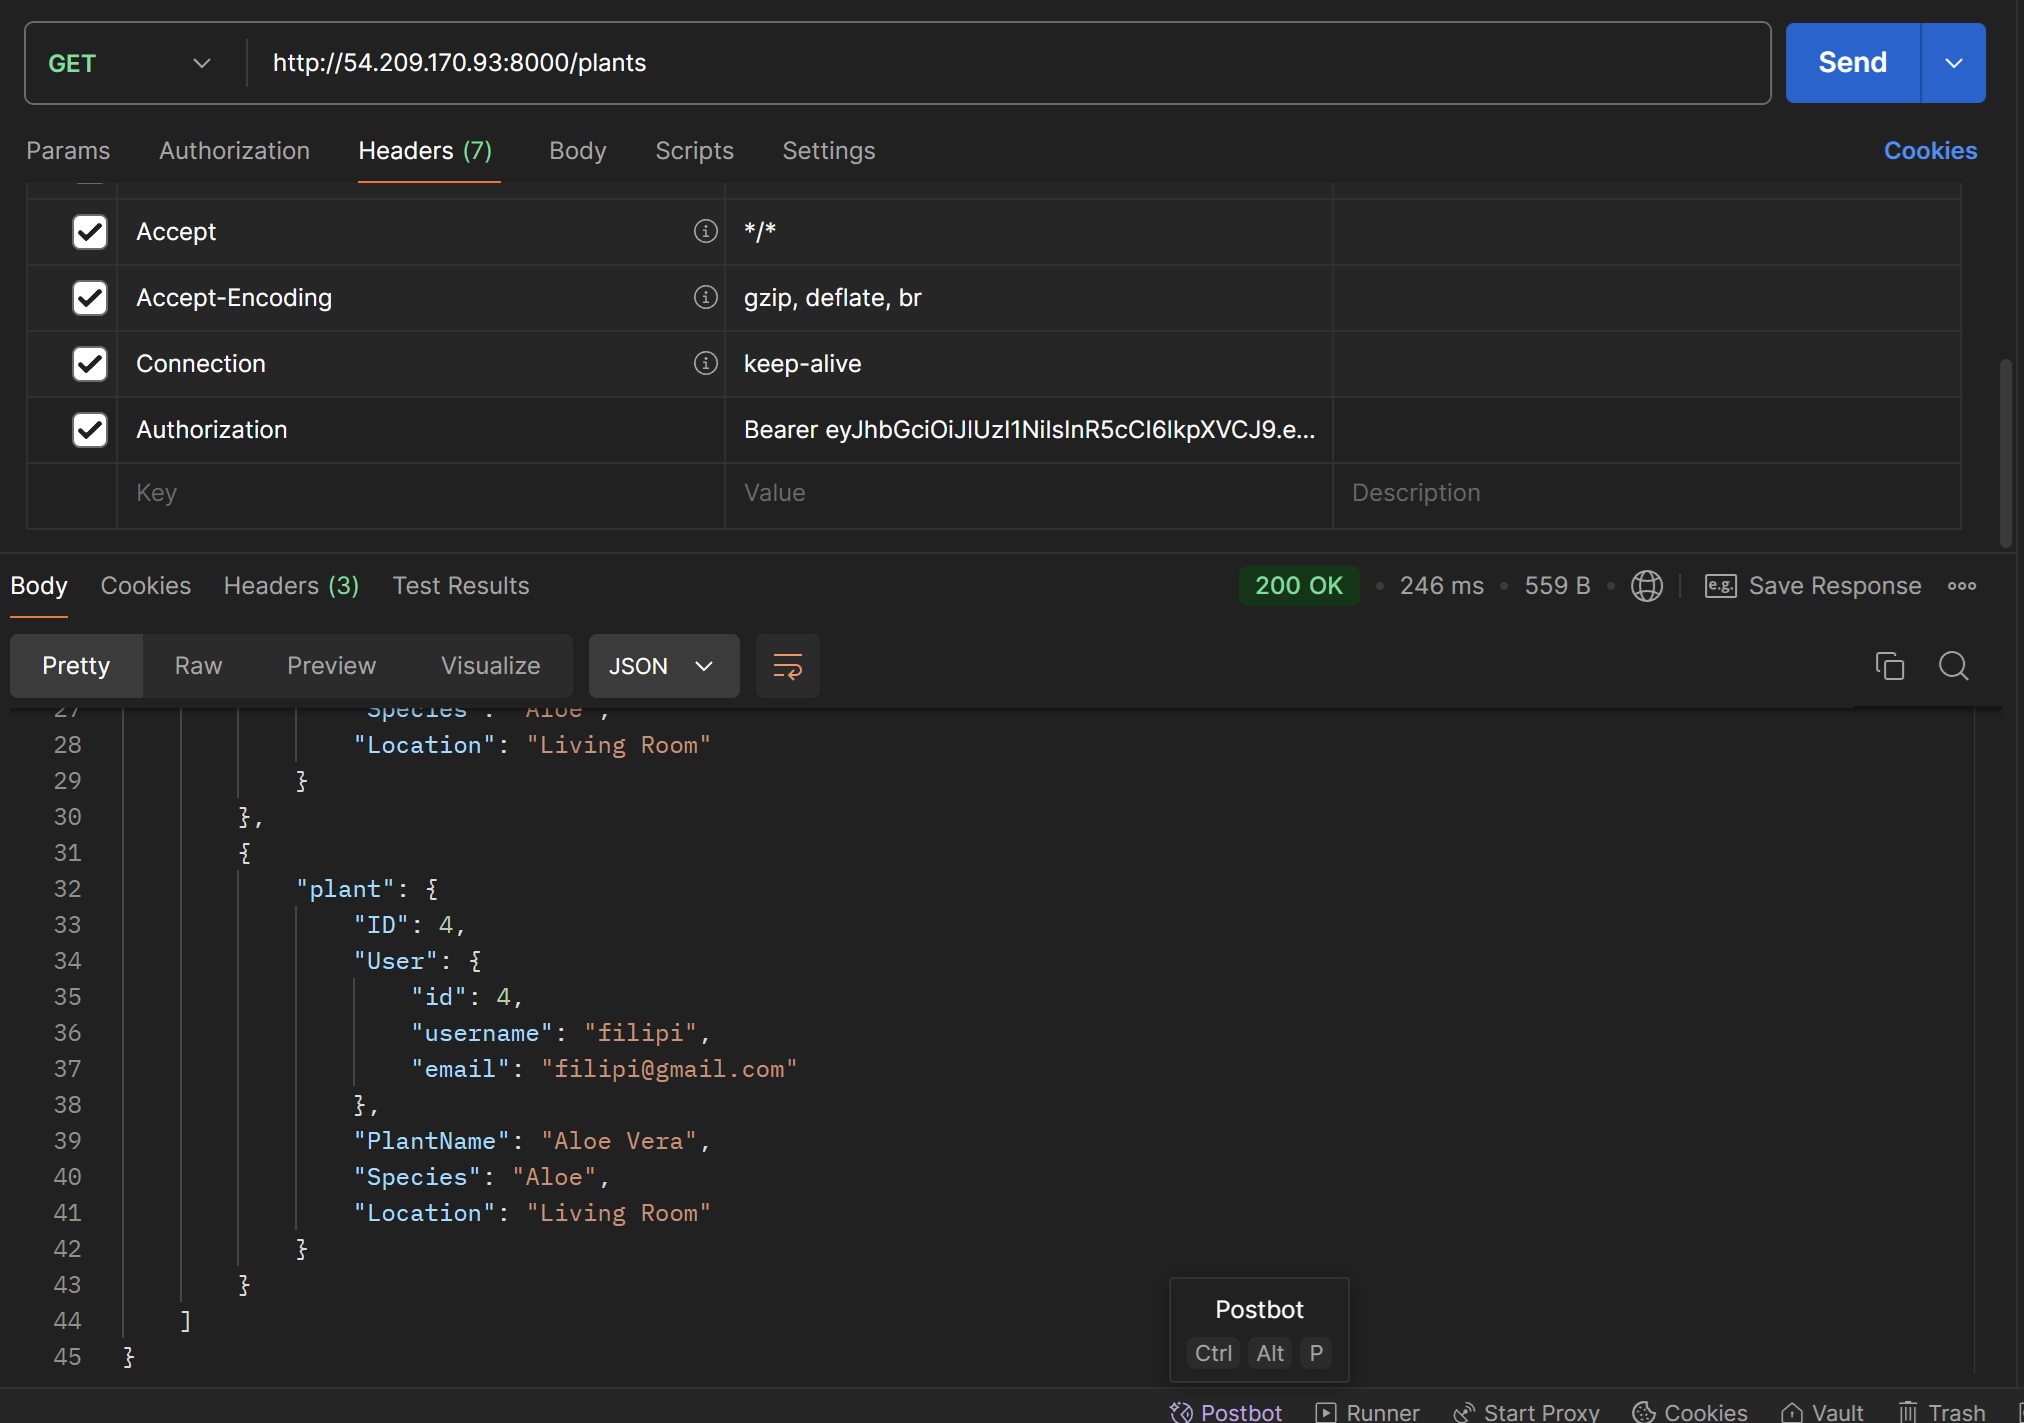 GET http://54.209.170.93:8000/plants Send
Params Authorization Headers (7) Body Scripts Settings Cookies
Accept */*
Accept-Encoding gzip, deflate, br
Connection keep-alive
Authorization Bearer eyJhbGciOiJIUzI1NiIsInR5cCI6IkpXVCJ9.e...
Key Value Description
Body Cookies Headers (3) Test Results 200 OK • 246 ms • 559 B • e.g. Save Response
Pretty Raw Preview Visualize JSON
27 "Species": "Aloe",
28 "Location": "Living Room"
29 }
30 },
31 {
32 "plant": {
33 "ID": 4,
34 "User": {
35 "id": 4,
36 "username": "filipi",
37 "email": "filipi@gmail.com"
38 },
39 "PlantName": "Aloe Vera",
40 "Species": "Aloe",
41 "Location": "Living Room"
42 }
43 }
44 ]
45 }
Postbot
Ctrl Alt P
Postbot Runner Start Proxy Cookies Vault Trash